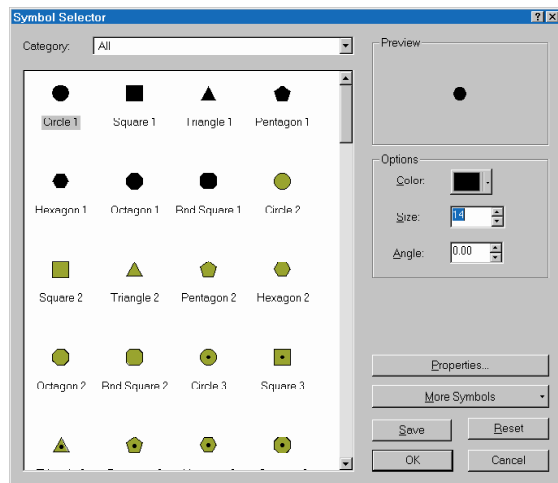 Symbol Selector
Category: All
Circle 1 Square 1 Triangle 1 Pentagon 1
Hexagon 1 Octagon 1 Rnd Square 1 Circle 2
Square 2 Triangle 2 Pentagon 2 Hexagon 2
Octagon 2 Rnd Square 2 Circle 3 Square 3
Preview
Options
Color:
Size: 14
Angle: 0.00
Properties...
More Symbols
Save Reset
OK Cancel